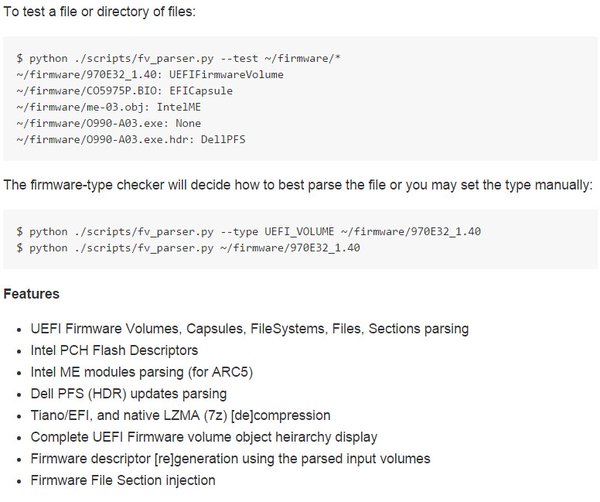 To test a file or directory of files:
$ python ./scripts/fv_parser.py --test ~/firmware/*
~/firmware/970E32_1.40: UEFIFirmwareVolume
~/firmware/CO5975P.BIO: EFICapsule
~/firmware/me-03.obj: IntelME
~/firmware/O990-A03.exe: None
~/firmware/O990-A03.exe.hdr: DellPFS
The firmware-type checker will decide how to best parse the file or you may set the type manually:
$ python ./scripts/fv_parser.py --type UEFI_VOLUME ~/firmware/970E32_1.40
$ python ./scripts/fv_parser.py ~/firmware/970E32_1.40
Features
• UEFI Firmware Volumes, Capsules, FileSystems, Files, Sections parsing
• Intel PCH Flash Descriptors
• Intel ME modules parsing (for ARC5)
• Dell PFS (HDR) updates parsing
• Tiano/EFI, and native LZMA (7z) [de]compression
• Complete UEFI Firmware volume object heirarchy display
• Firmware descriptor [re]generation using the parsed input volumes
• Firmware File Section injection